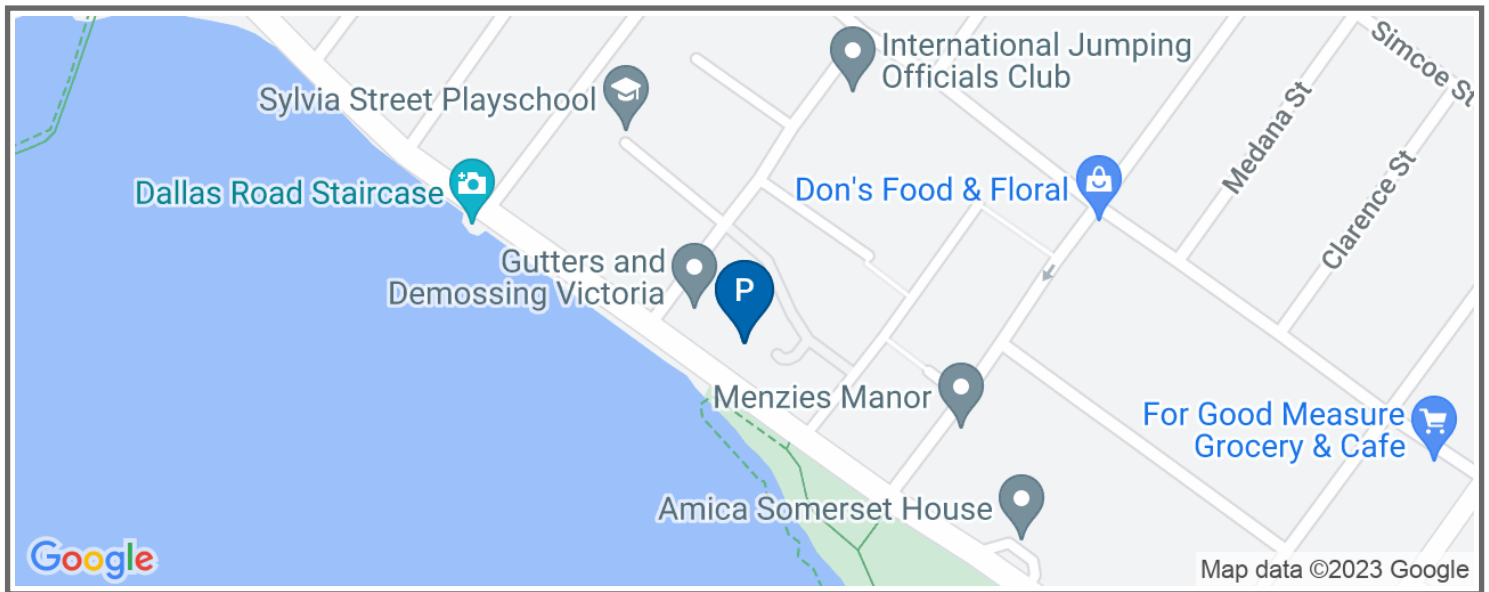 International Jumping
Officials Club
Simcoe St
Sylvia Street Playschool
Medana St
Dallas Road Staircase
Don's Food & Floral
Clarence St
Gutters and
Demossing Victoria
P
Menzies Manor
For Good Measure
Grocery & Cafe
Amica Somerset House
Google
Map data ©2023 Google